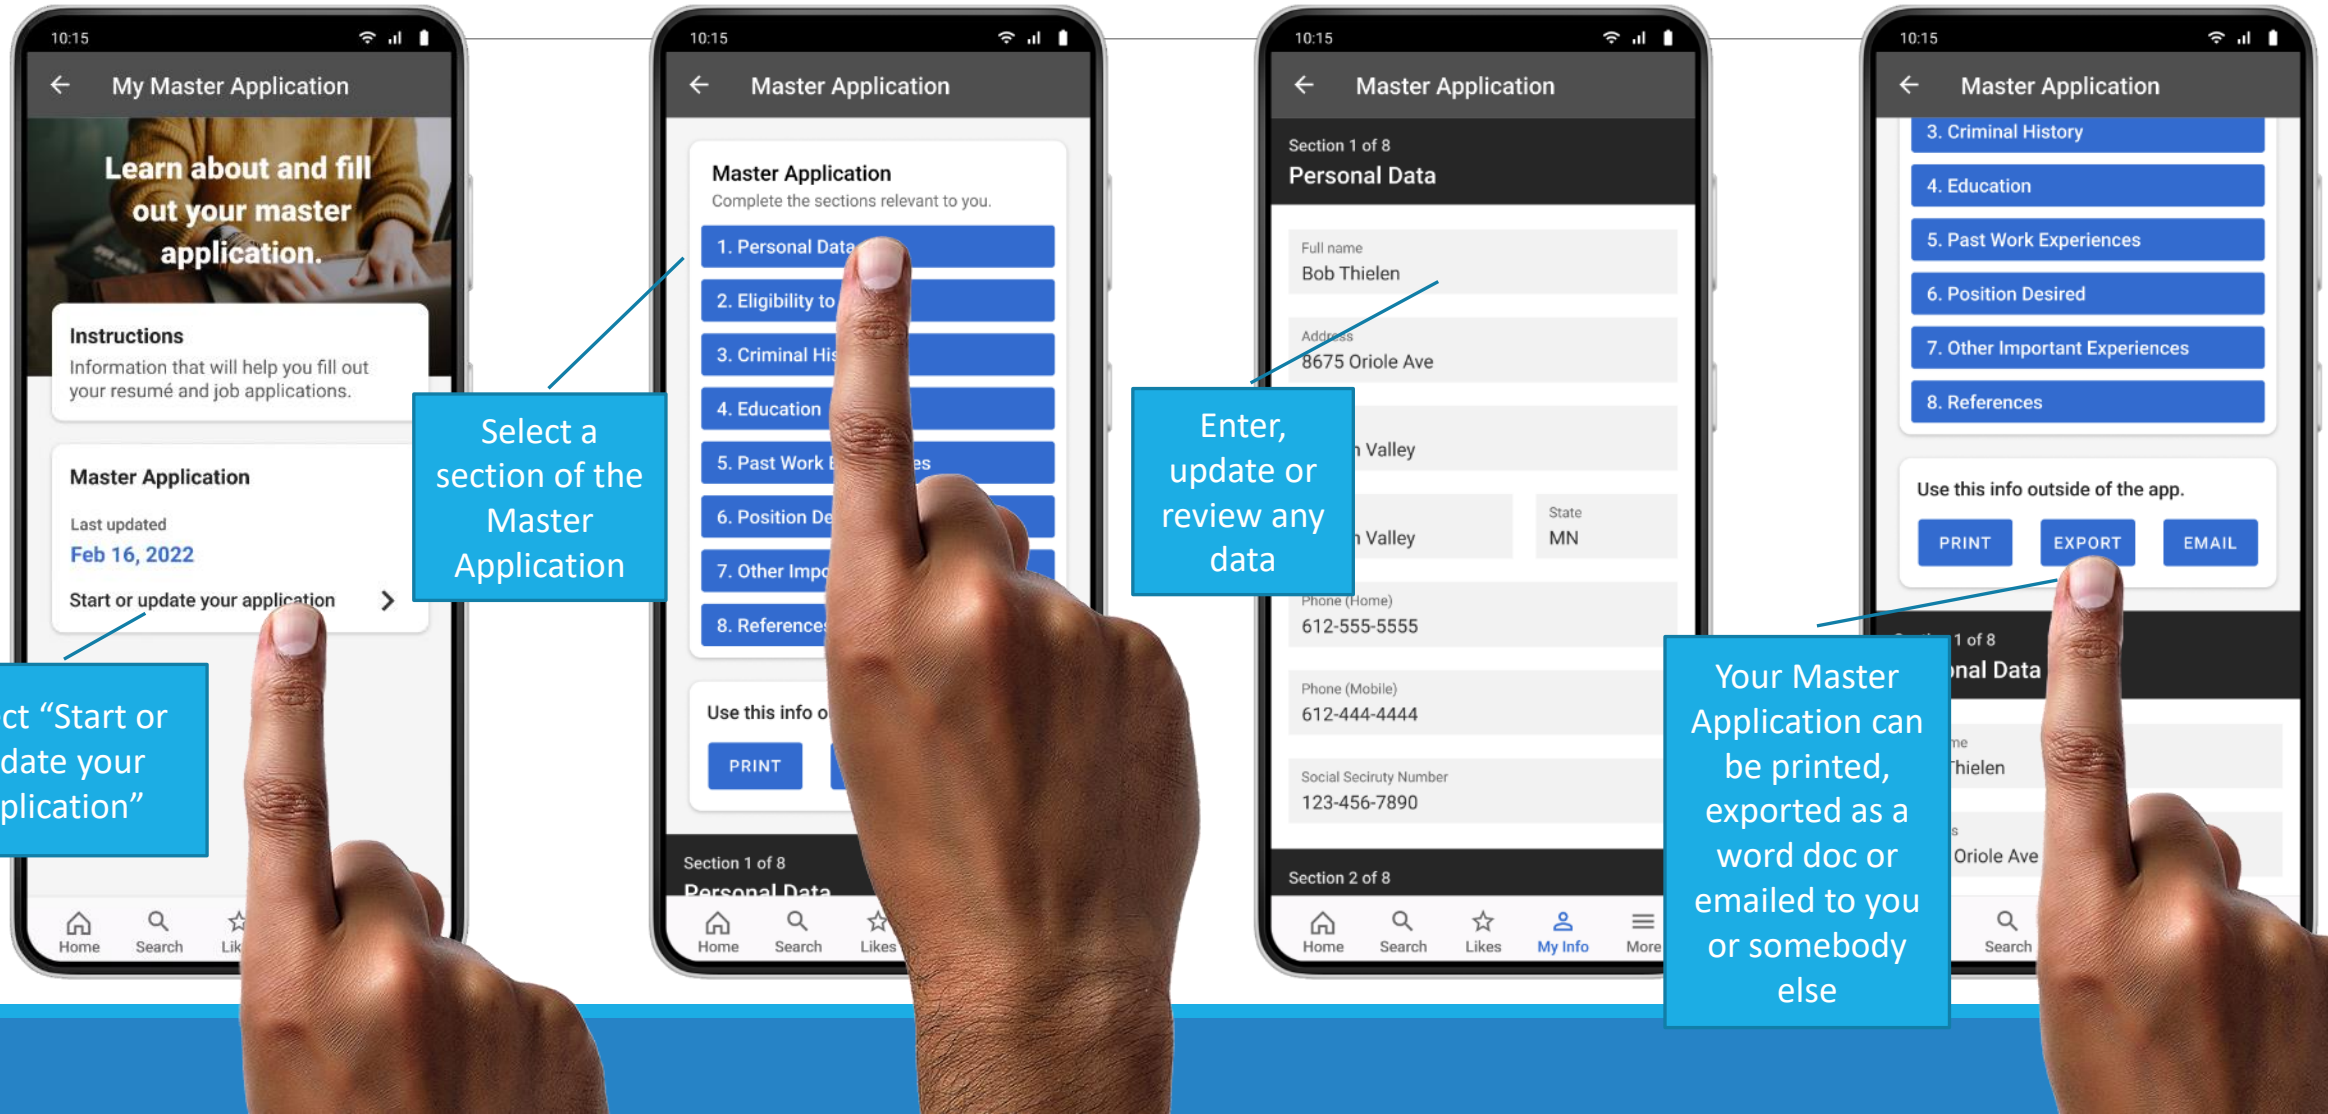 10:15
My Master Application
Learn about and fill
out your master
application.
Instructions
Information that will help you fill out
your resumé and job applications.
Master Application
Last updated
Feb 16, 2022
Start or update your application
“Start or
your
Home
Search
10:15
Master Application
Master Application
Complete the sections relevant to you.
1. Personal Data
2. Eligibility to
3. Criminal
4. Education
5. Past Work
6. Position
7. Other
8. References
Use this info
PRINT
Section 1 of 8
Personal Data
Home
Search
Likes
Select a
section of the
Master
Application
10:15
Master Application
Section 1 of 8
Personal Data
Full name
Bob Thielen
Address
8675 Oriole Ave
Valley
Valley
State
MN
Phone (Home)
612-555-5555
Phone (Mobile)
612-444-4444
Social Seciruty Number
123-456-7890
Section 2 of 8
Home
Search
Likes
My Info
More
Enter,
update or
review any
data
10:15
Master Application
3. Criminal History
4. Education
5. Past Work Experiences
6. Position Desired
7. Other Important Experiences
8. References
Use this info outside of the app.
PRINT
EXPORT
EMAIL
1 of 8
Data
Oriole Ave
Search
Your Master
Application can
be printed,
exported as a
word doc or
emailed to you
or somebody
else